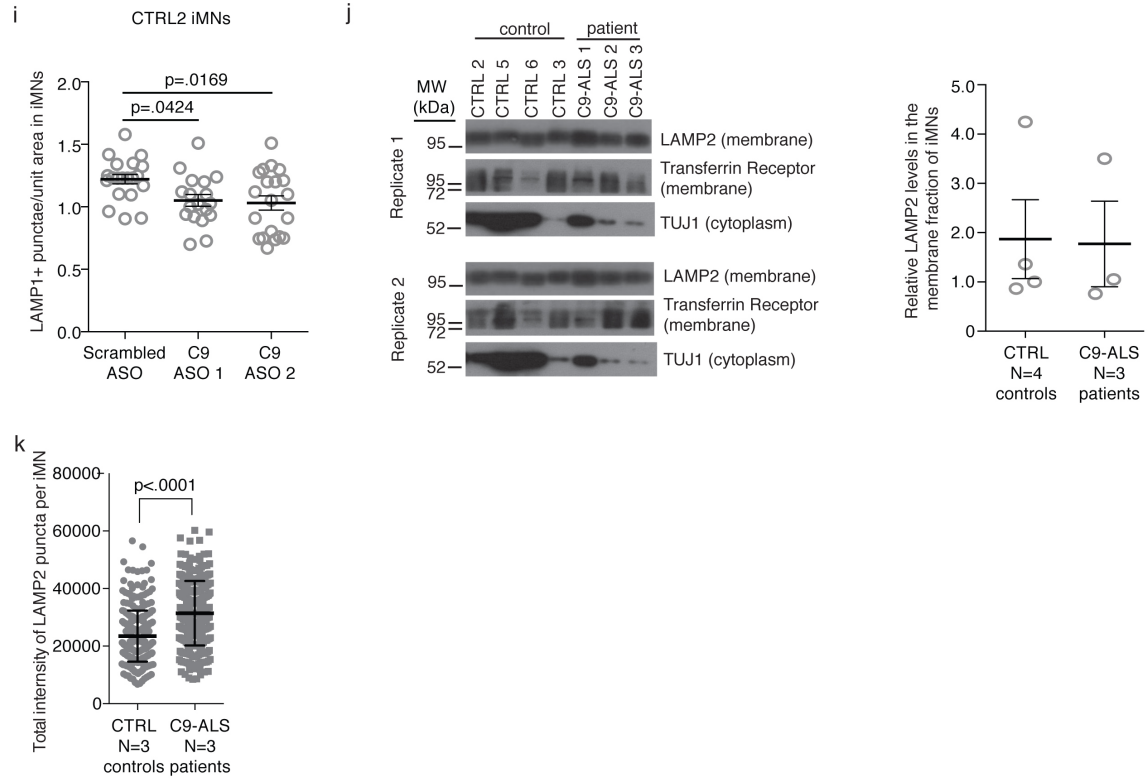 i
CTRL2 iMNs
LAMP1+ punctae/unit area in iMNs
2.0
1.5
1.0
0.5
0.0
p=.0169
p=.0424
Scrambled
ASO
C9
ASO 1
C9
ASO 2
j
control
patient
MW
(kDa)
CTRL 2
CTRL 5
CTRL 6
CTRL 3
C9-ALS 1
C9-ALS 2
C9-ALS 3
Replicate 1
95
LAMP2 (membrane)
95
72
Transferrin Receptor
(membrane)
52
TUJ1 (cytoplasm)
Replicate 2
95
LAMP2 (membrane)
95
72
Transferrin Receptor
(membrane)
52
TUJ1 (cytoplasm)
Relative LAMP2 levels in the
membrane fraction of iMNs
5.0
4.0
3.0
2.0
1.0
0
CTRL
N=4
controls
C9-ALS
N=3
patients
k
Total internsity of LAMP2 puncta per iMN
80000
60000
40000
20000
0
p<.0001
CTRL
N=3
controls
C9-ALS
N=3
patients